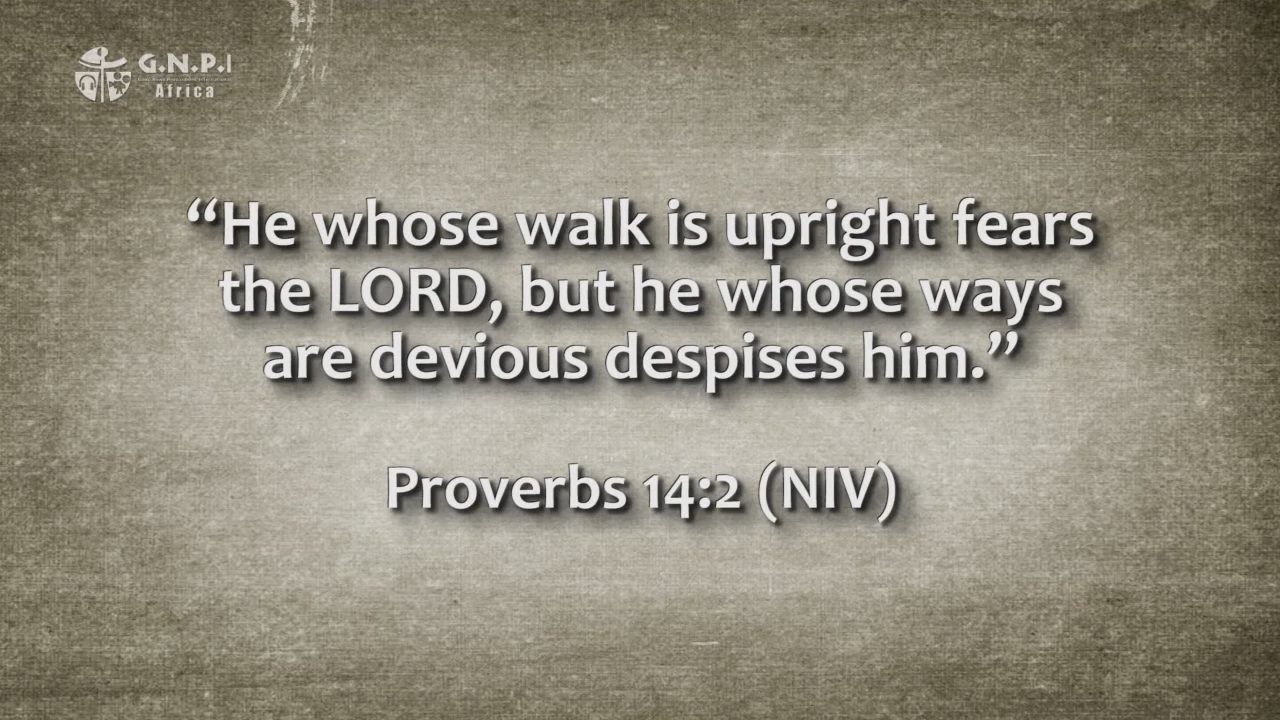 G.N.P.I
Africa
“He whose walk is upright fears
the LORD, but he whose ways
are devious despises him.”
Proverbs 14:2 (NIV)